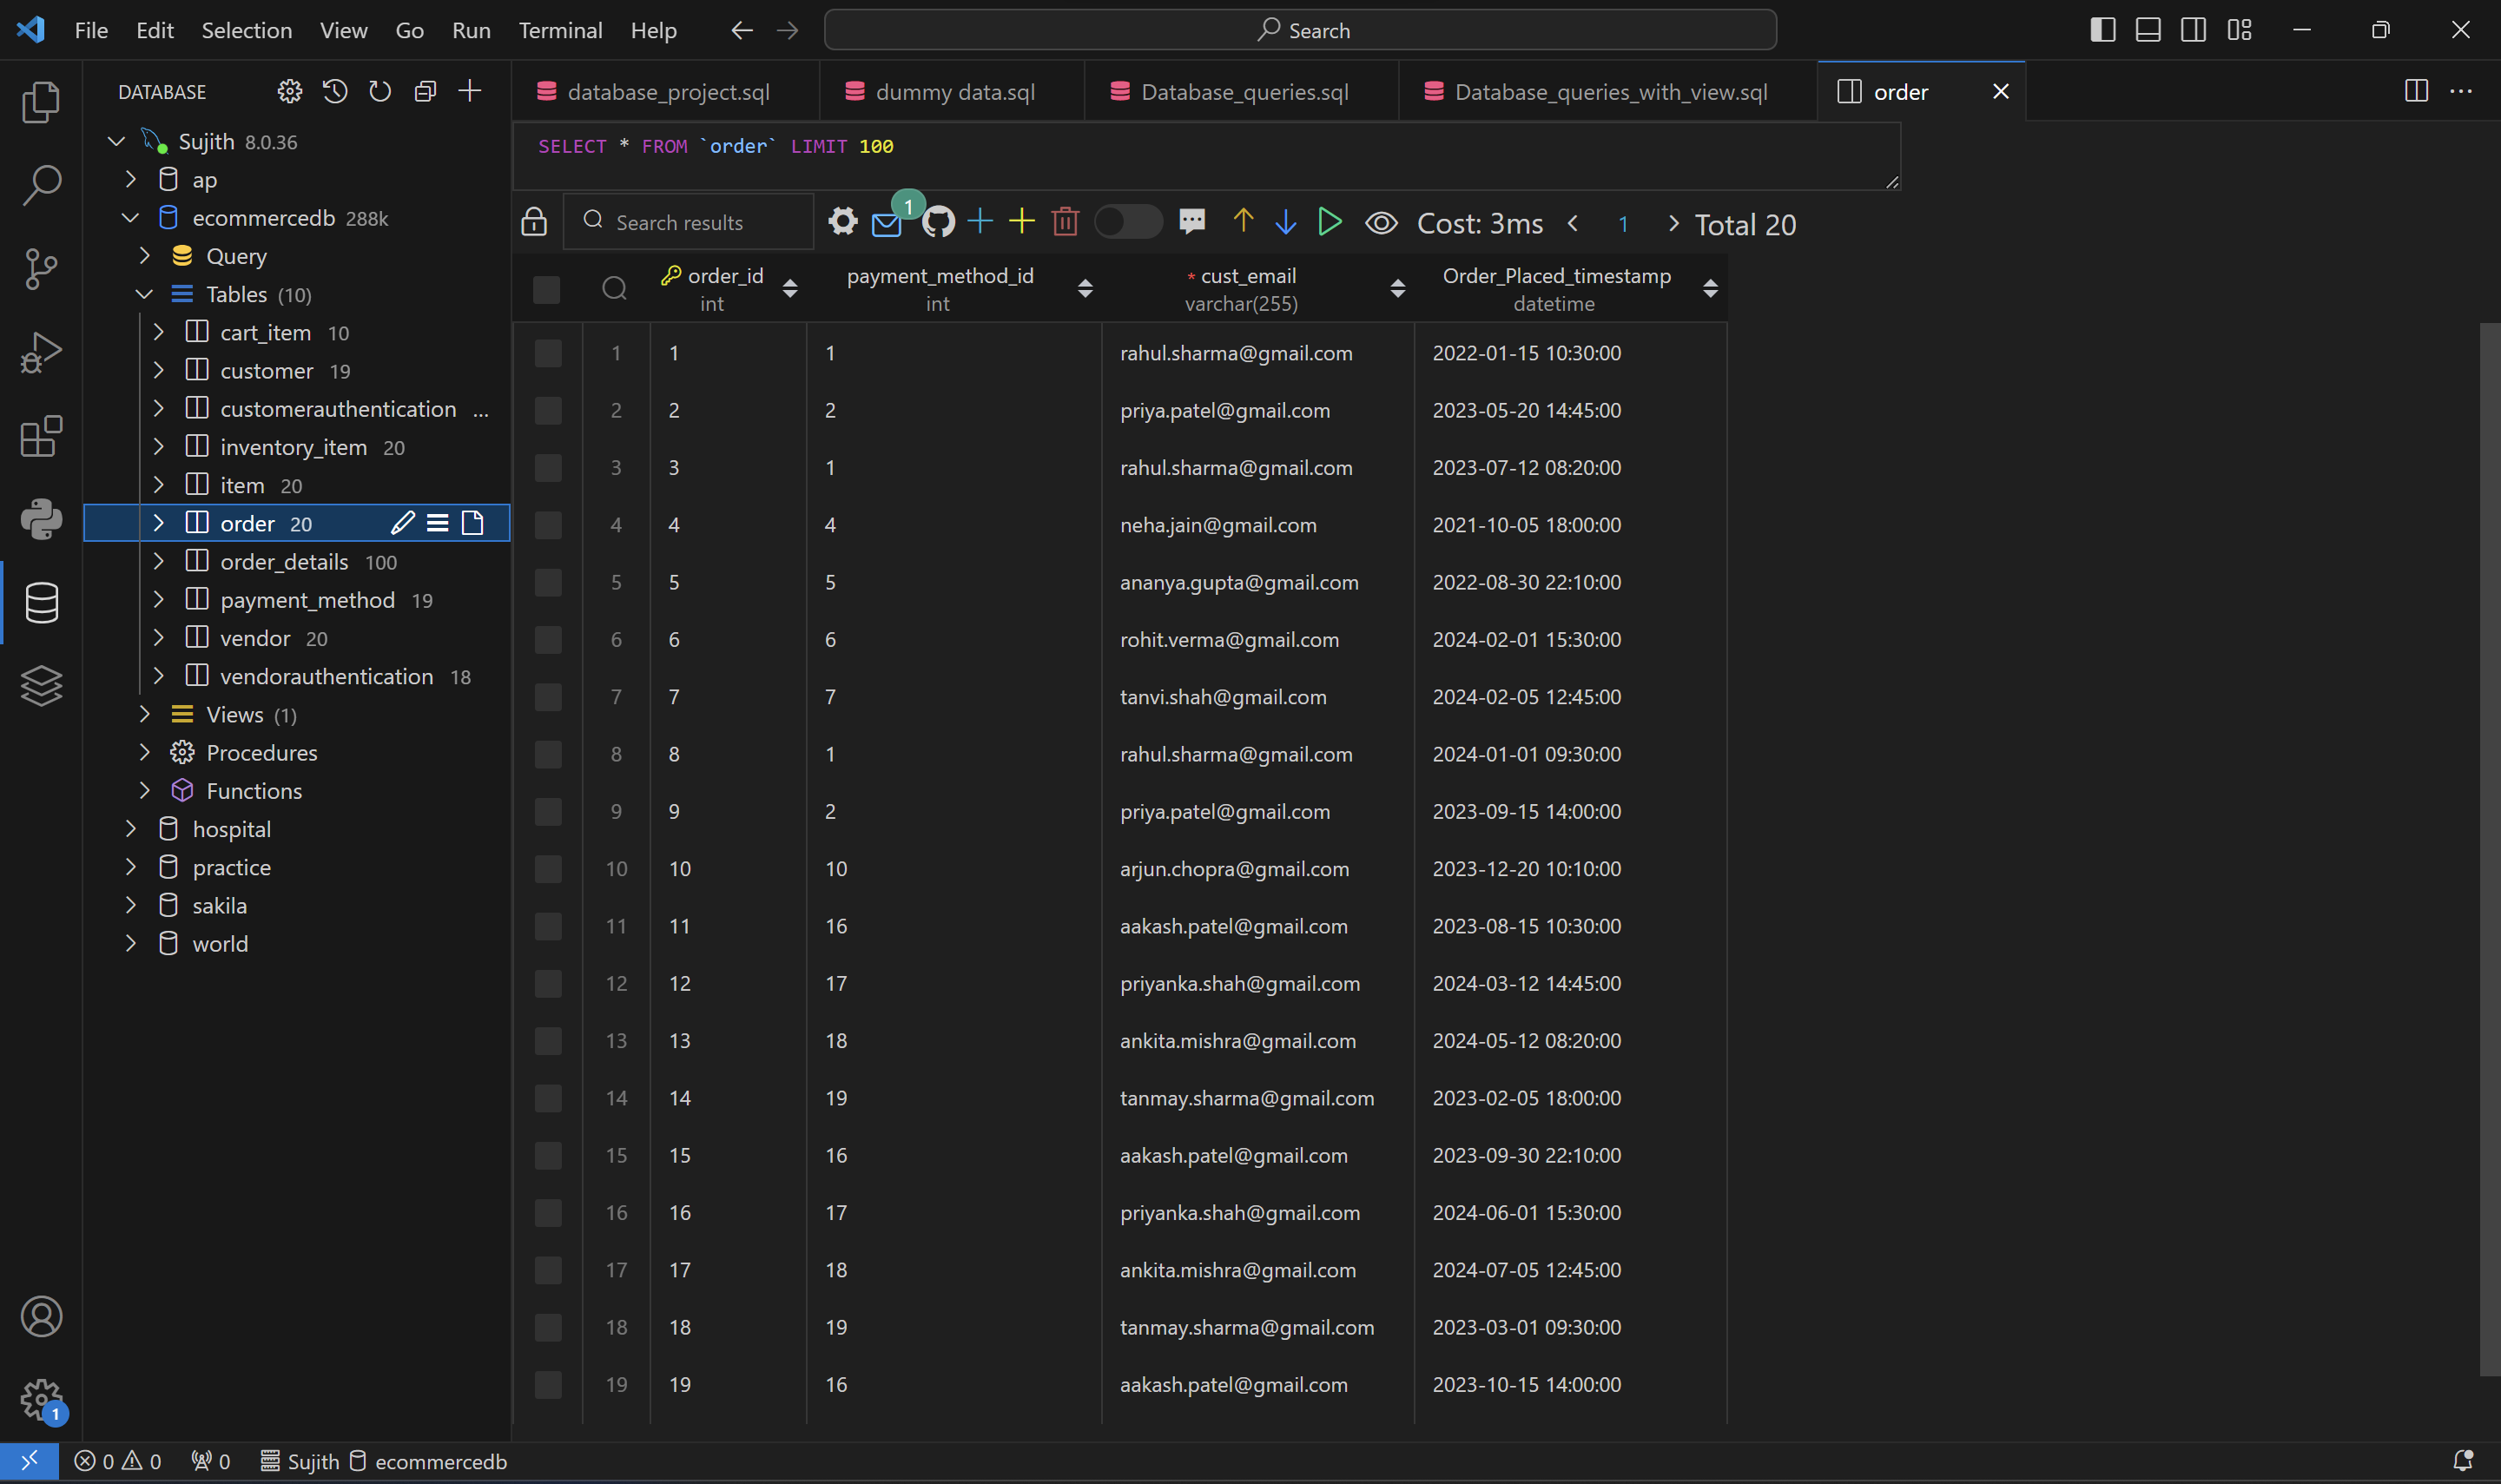 File Edit Selection View Go Run Terminal Help Search
DATABASE
Sujith 8.0.36
ap
ecommercedb 288k
Query
Tables (10)
cart_item 10
customer 19
customerauthentication ...
inventory_item 20
item 20
order 20
order_details 100
payment_method 19
vendor 20
vendorauthentication 18
Views (1)
Procedures
Functions
hospital
practice
sakila
world
database_project.sql dummy data.sql Database_queries.sql Database_queries_with_view.sql order
SELECT * FROM `order` LIMIT 100
Search results 1 Cost: 3ms 1 Total 20
order_id payment_method_id * cust_email Order_Placed_timestamp
int int varchar(255) datetime
1 1 1 rahul.sharma@gmail.com 2022-01-15 10:30:00
2 2 2 priya.patel@gmail.com 2023-05-20 14:45:00
3 3 1 rahul.sharma@gmail.com 2023-07-12 08:20:00
4 4 4 neha.jain@gmail.com 2021-10-05 18:00:00
5 5 5 ananya.gupta@gmail.com 2022-08-30 22:10:00
6 6 6 rohit.verma@gmail.com 2024-02-01 15:30:00
7 7 7 tanvi.shah@gmail.com 2024-02-05 12:45:00
8 8 1 rahul.sharma@gmail.com 2024-01-01 09:30:00
9 9 2 priya.patel@gmail.com 2023-09-15 14:00:00
10 10 10 arjun.chopra@gmail.com 2023-12-20 10:10:00
11 11 16 aakash.patel@gmail.com 2023-08-15 10:30:00
12 12 17 priyanka.shah@gmail.com 2024-03-12 14:45:00
13 13 18 ankita.mishra@gmail.com 2024-05-12 08:20:00
14 14 19 tanmay.sharma@gmail.com 2023-02-05 18:00:00
15 15 16 aakash.patel@gmail.com 2023-09-30 22:10:00
16 16 17 priyanka.shah@gmail.com 2024-06-01 15:30:00
17 17 18 ankita.mishra@gmail.com 2024-07-05 12:45:00
18 18 19 tanmay.sharma@gmail.com 2023-03-01 09:30:00
19 19 16 aakash.patel@gmail.com 2023-10-15 14:00:00
1
0 0 0 Sujith ecommercedb